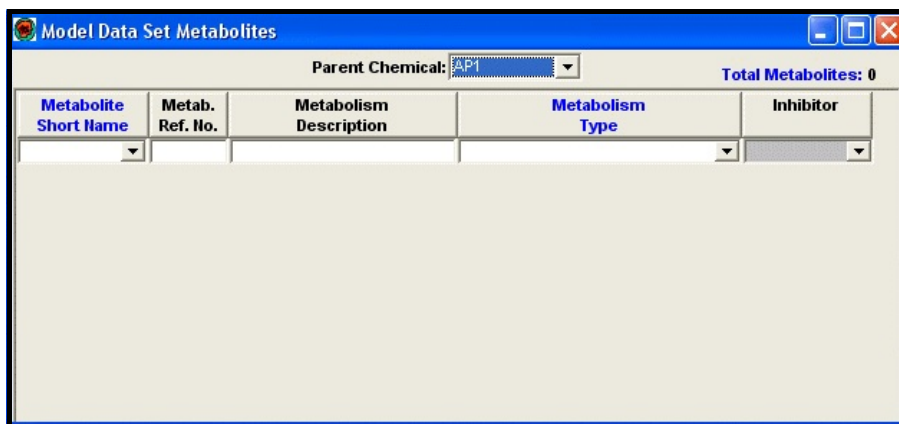 Model Data Set Metabolites
Parent Chemical: AP1
Total Metabolites: 0
Metabolite Short Name
Metab. Ref. No.
Metabolism Description
Metabolism Type
Inhibitor